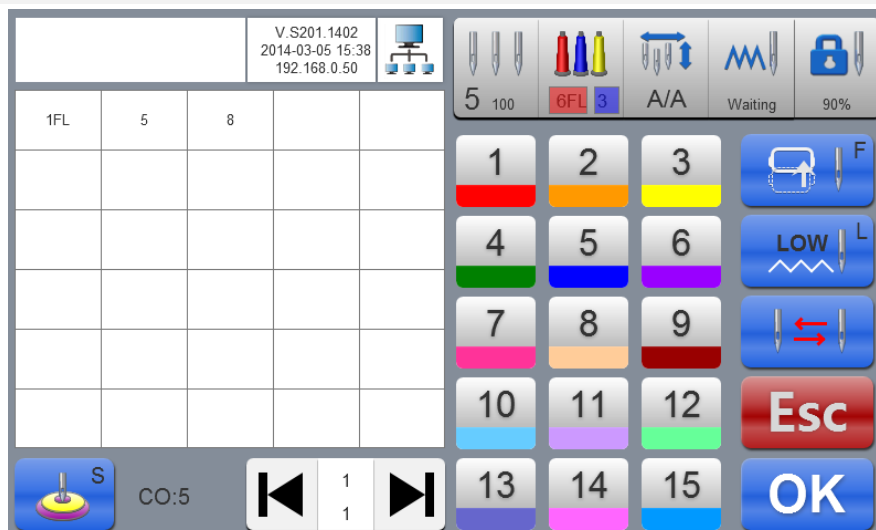 V.S201.1402
2014-03-05 15:38
192.168.0.50
5 100
6FL 3
A/A
Waiting
90%
1FL 5 8
1 2 3
F
4 5 6
LOW L
7 8 9
10 11 12
Esc
S
CO:5
1
1
13 14 15
OK